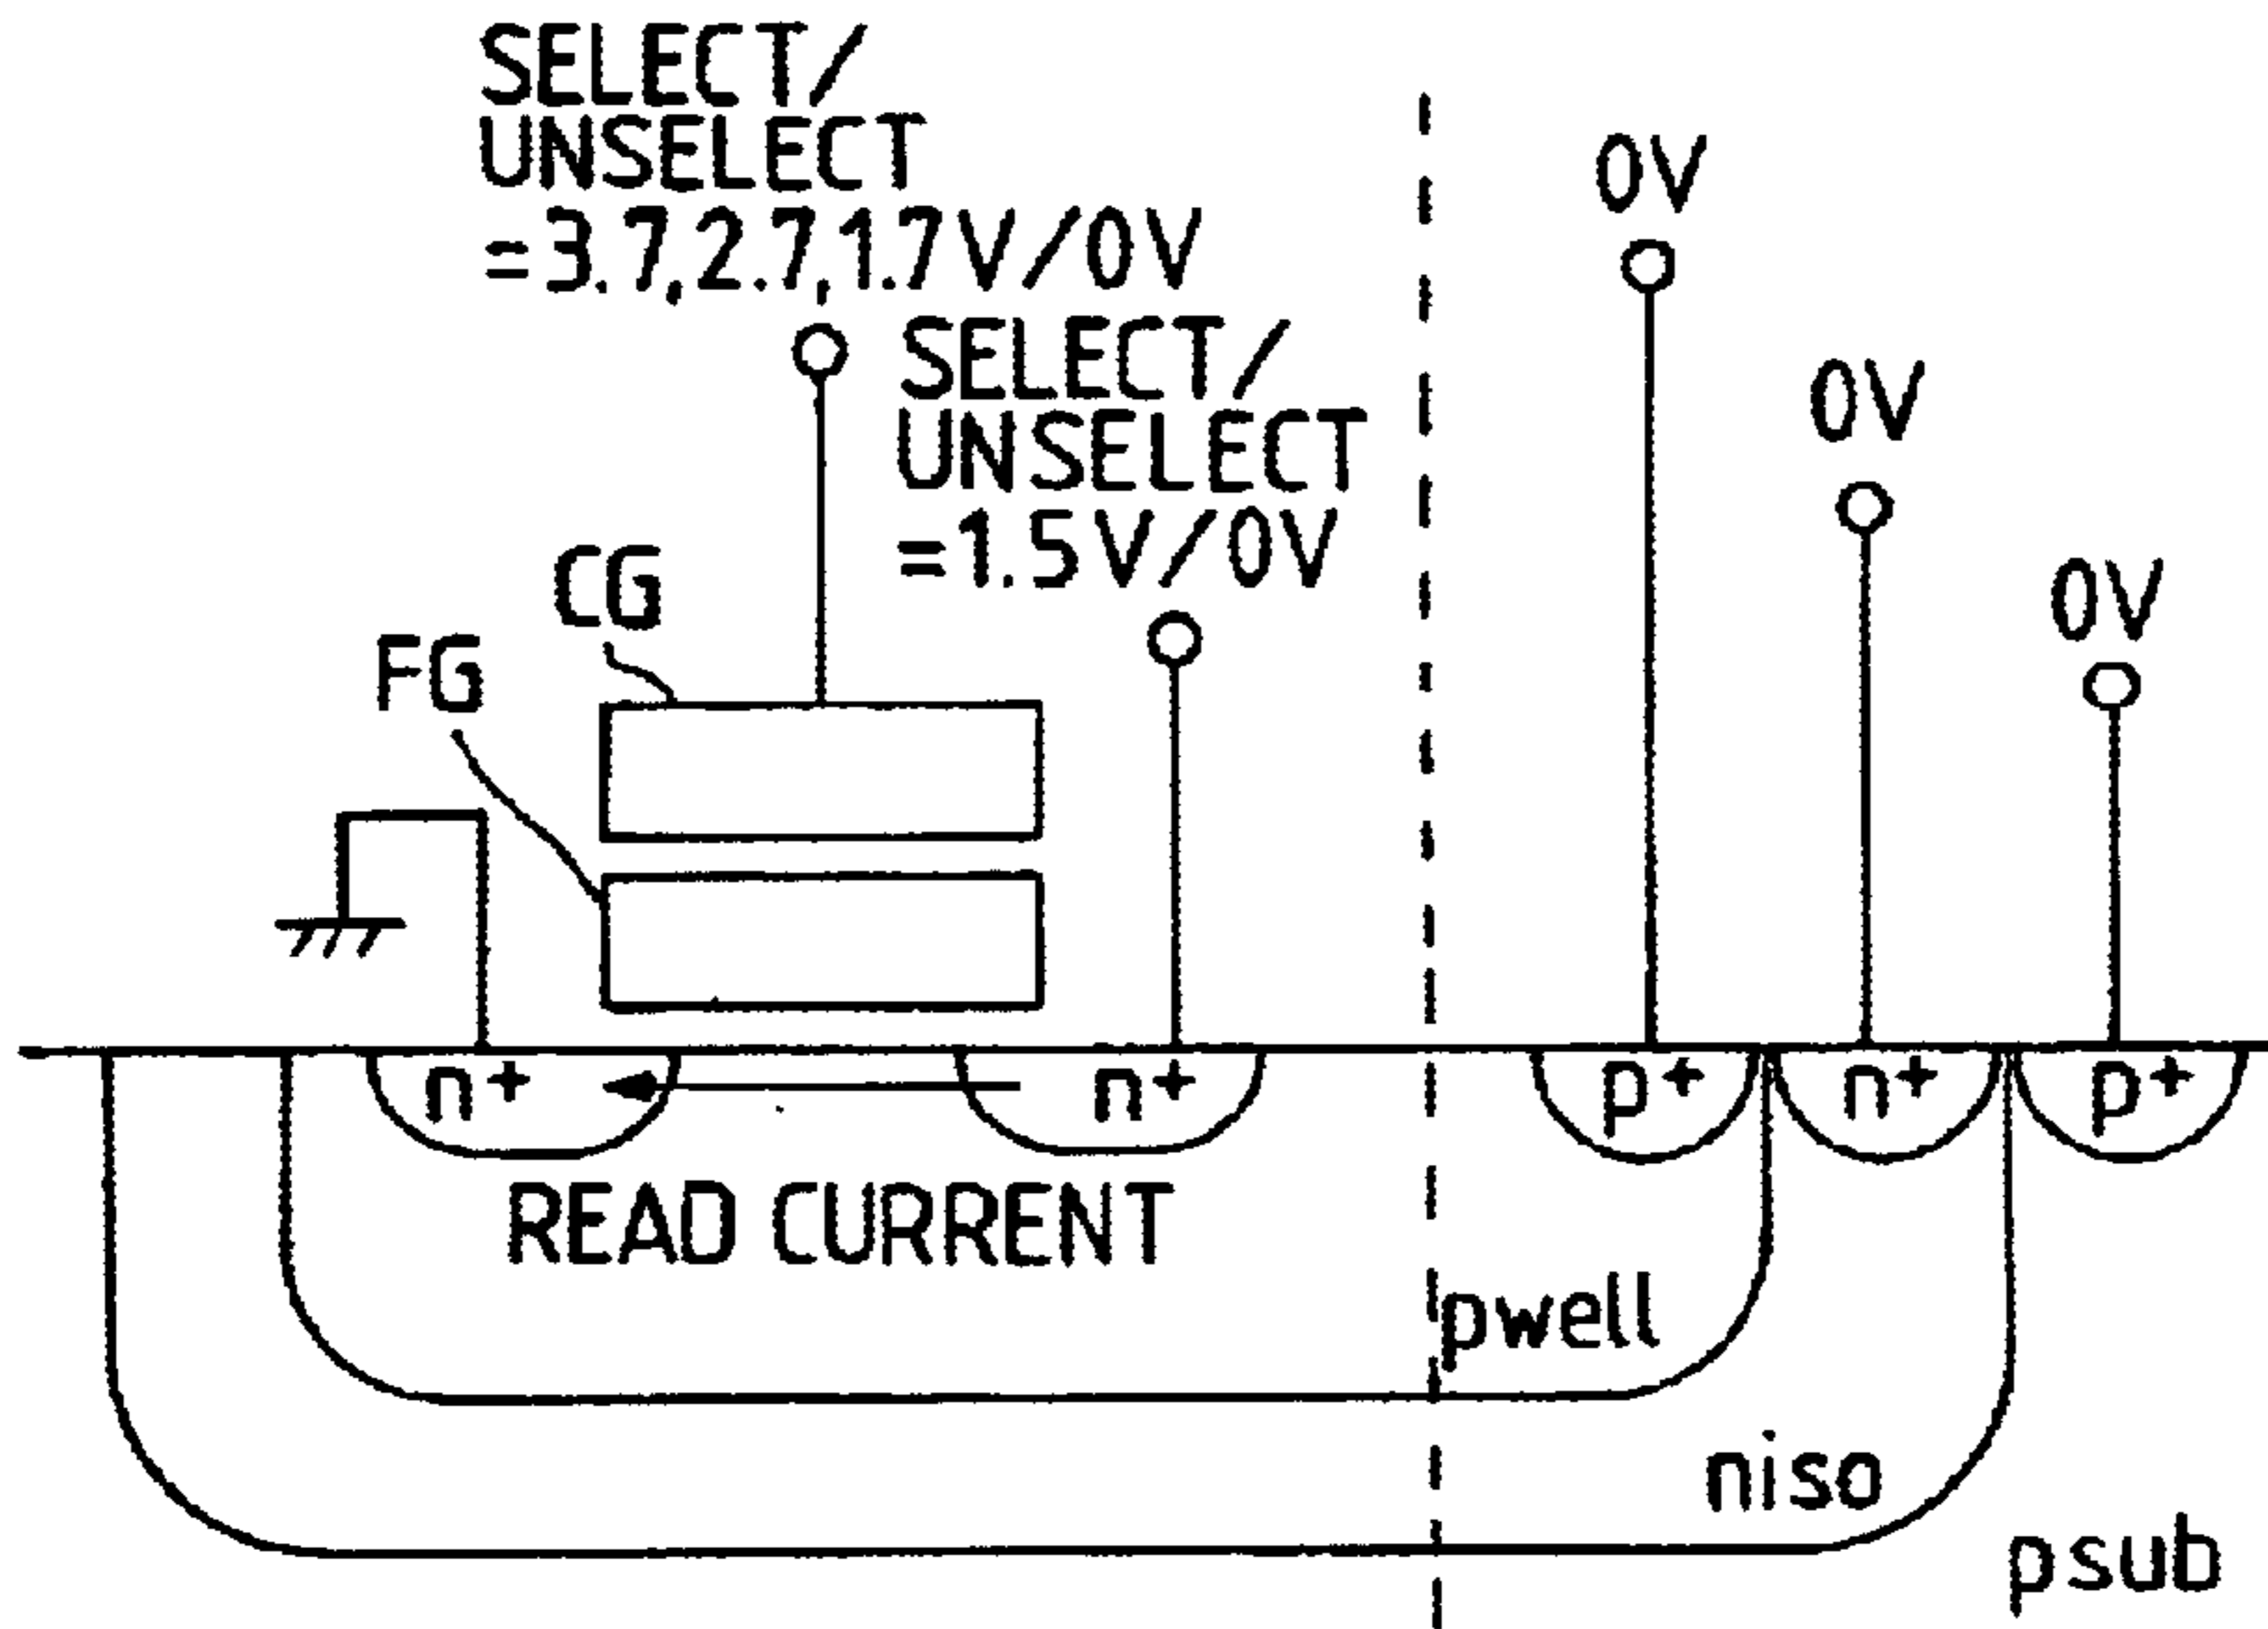 SELECT/
UNSELECT
=3.7,2.7,1.7V/0V
SELECT/
UNSELECT
=1.5V/0V
0V
0V
0V
CG
FG
n+
n+
p+
n+
p+
READ CURRENT
pwell
niso
psub